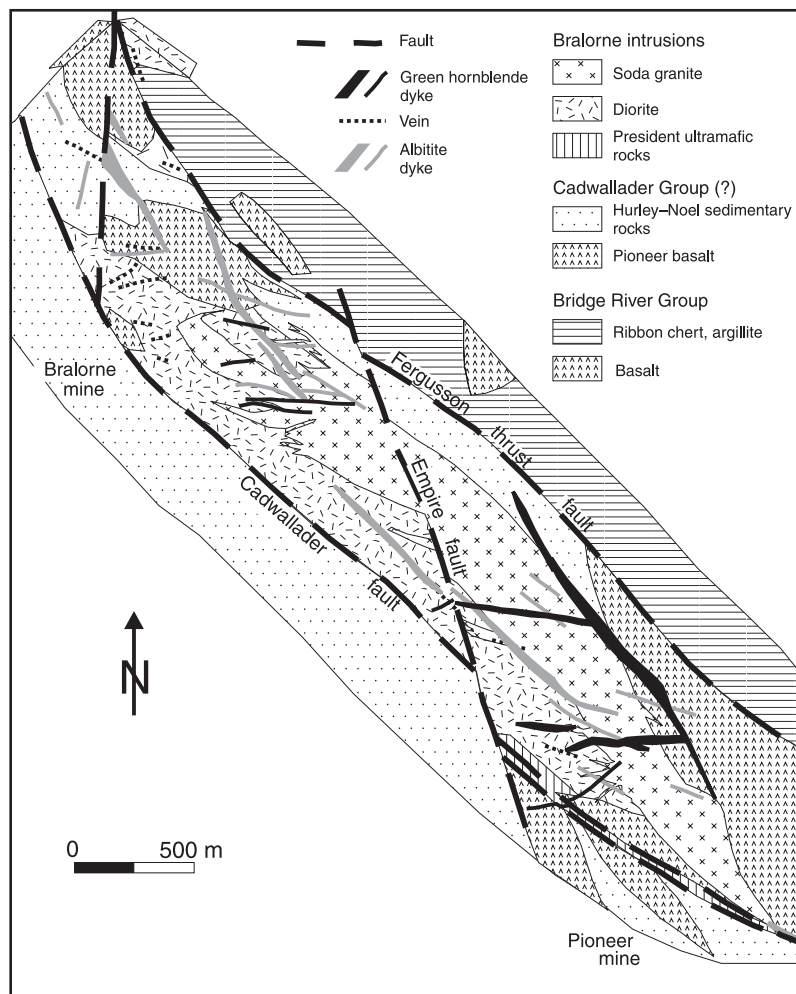 Fault
Green hornblende
dyke
Vein
Albitite
dyke
Bralorne intrusions
Soda granite
Diorite
President ultramafic
rocks
Cadwallader Group (?)
Hurley–Noel sedimentary
rocks
Pioneer basalt
Bridge River Group
Ribbon chert, argillite
Basalt
Bralorne
mine
Fergusson thrust fault
Empire fault
Cadwallader fault
N
0 500 m
Pioneer
mine